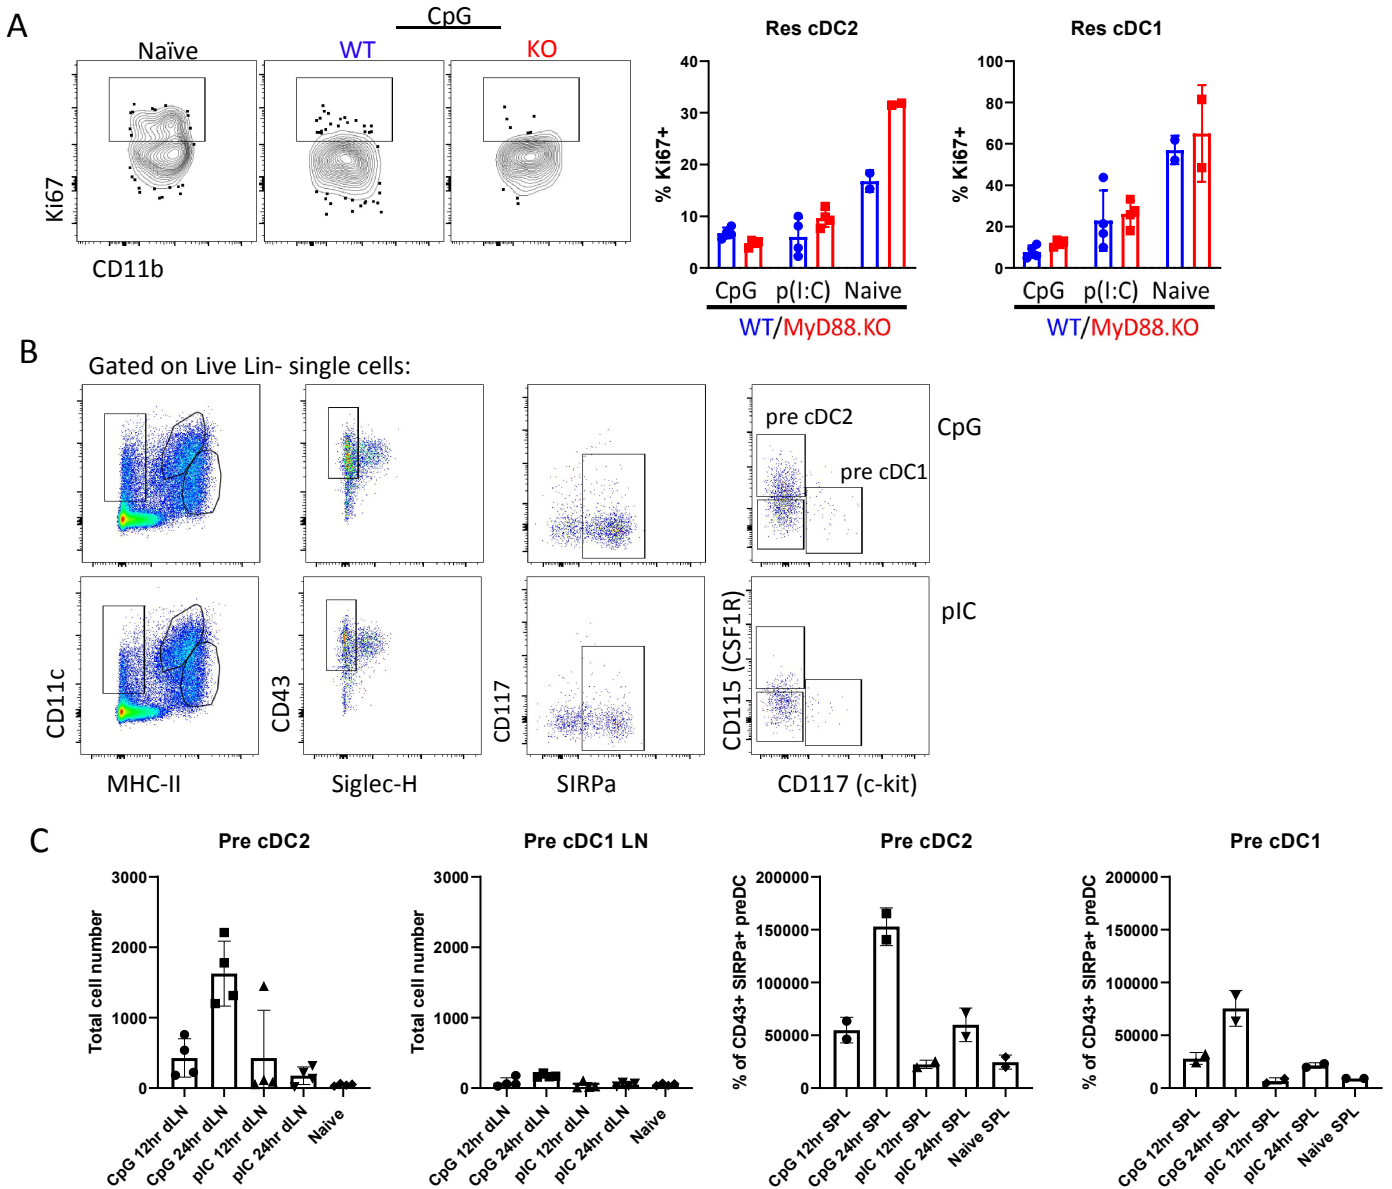 A
CpG
Naïve
WT
KO
Ki67
CD11b
Res cDC2
% Ki67+
40
30
20
10
0
CpG p(I:C) Naive
WT/MyD88.KO
Res cDC1
% Ki67+
100
80
60
40
20
0
CpG p(I:C) Naive
WT/MyD88.KO
B
Gated on Live Lin- single cells:
pre cDC2
pre cDC1
CpG
pIC
CD11c
MHC-II
CD43
Siglec-H
CD117
SIRPa
CD115 (CSF1R)
CD117 (c-kit)
C
Pre cDC2
Total cell number
3000
2000
1000
0
CpG 12hr dLN
CpG 24hr dLN
pIC 12hr dLN
pIC 24hr dLN
Naive
Pre cDC1 LN
Total cell number
3000
2000
1000
0
CpG 12hr dLN
CpG 24hr dLN
pIC 12hr dLN
pIC 24hr dLN
Naive
Pre cDC2
% of CD43+ SIRPa+ preDC
200000
150000
100000
50000
0
CpG 12hr SPL
CpG 24hr SPL
pIC 12hr SPL
pIC 24hr SPL
Naive SPL
Pre cDC1
% of CD43+ SIRPa+ preDC
200000
150000
100000
50000
0
CpG 12hr SPL
CpG 24hr SPL
pIC 12hr SPL
pIC 24hr SPL
Naive SPL